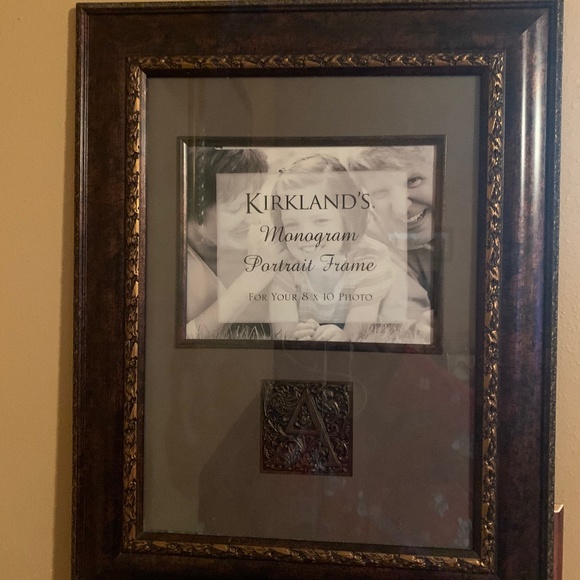 KIRKLAND'S.
Monogram
Portrait Frame
FOR YOUR 8 X 10 PHOTO
A